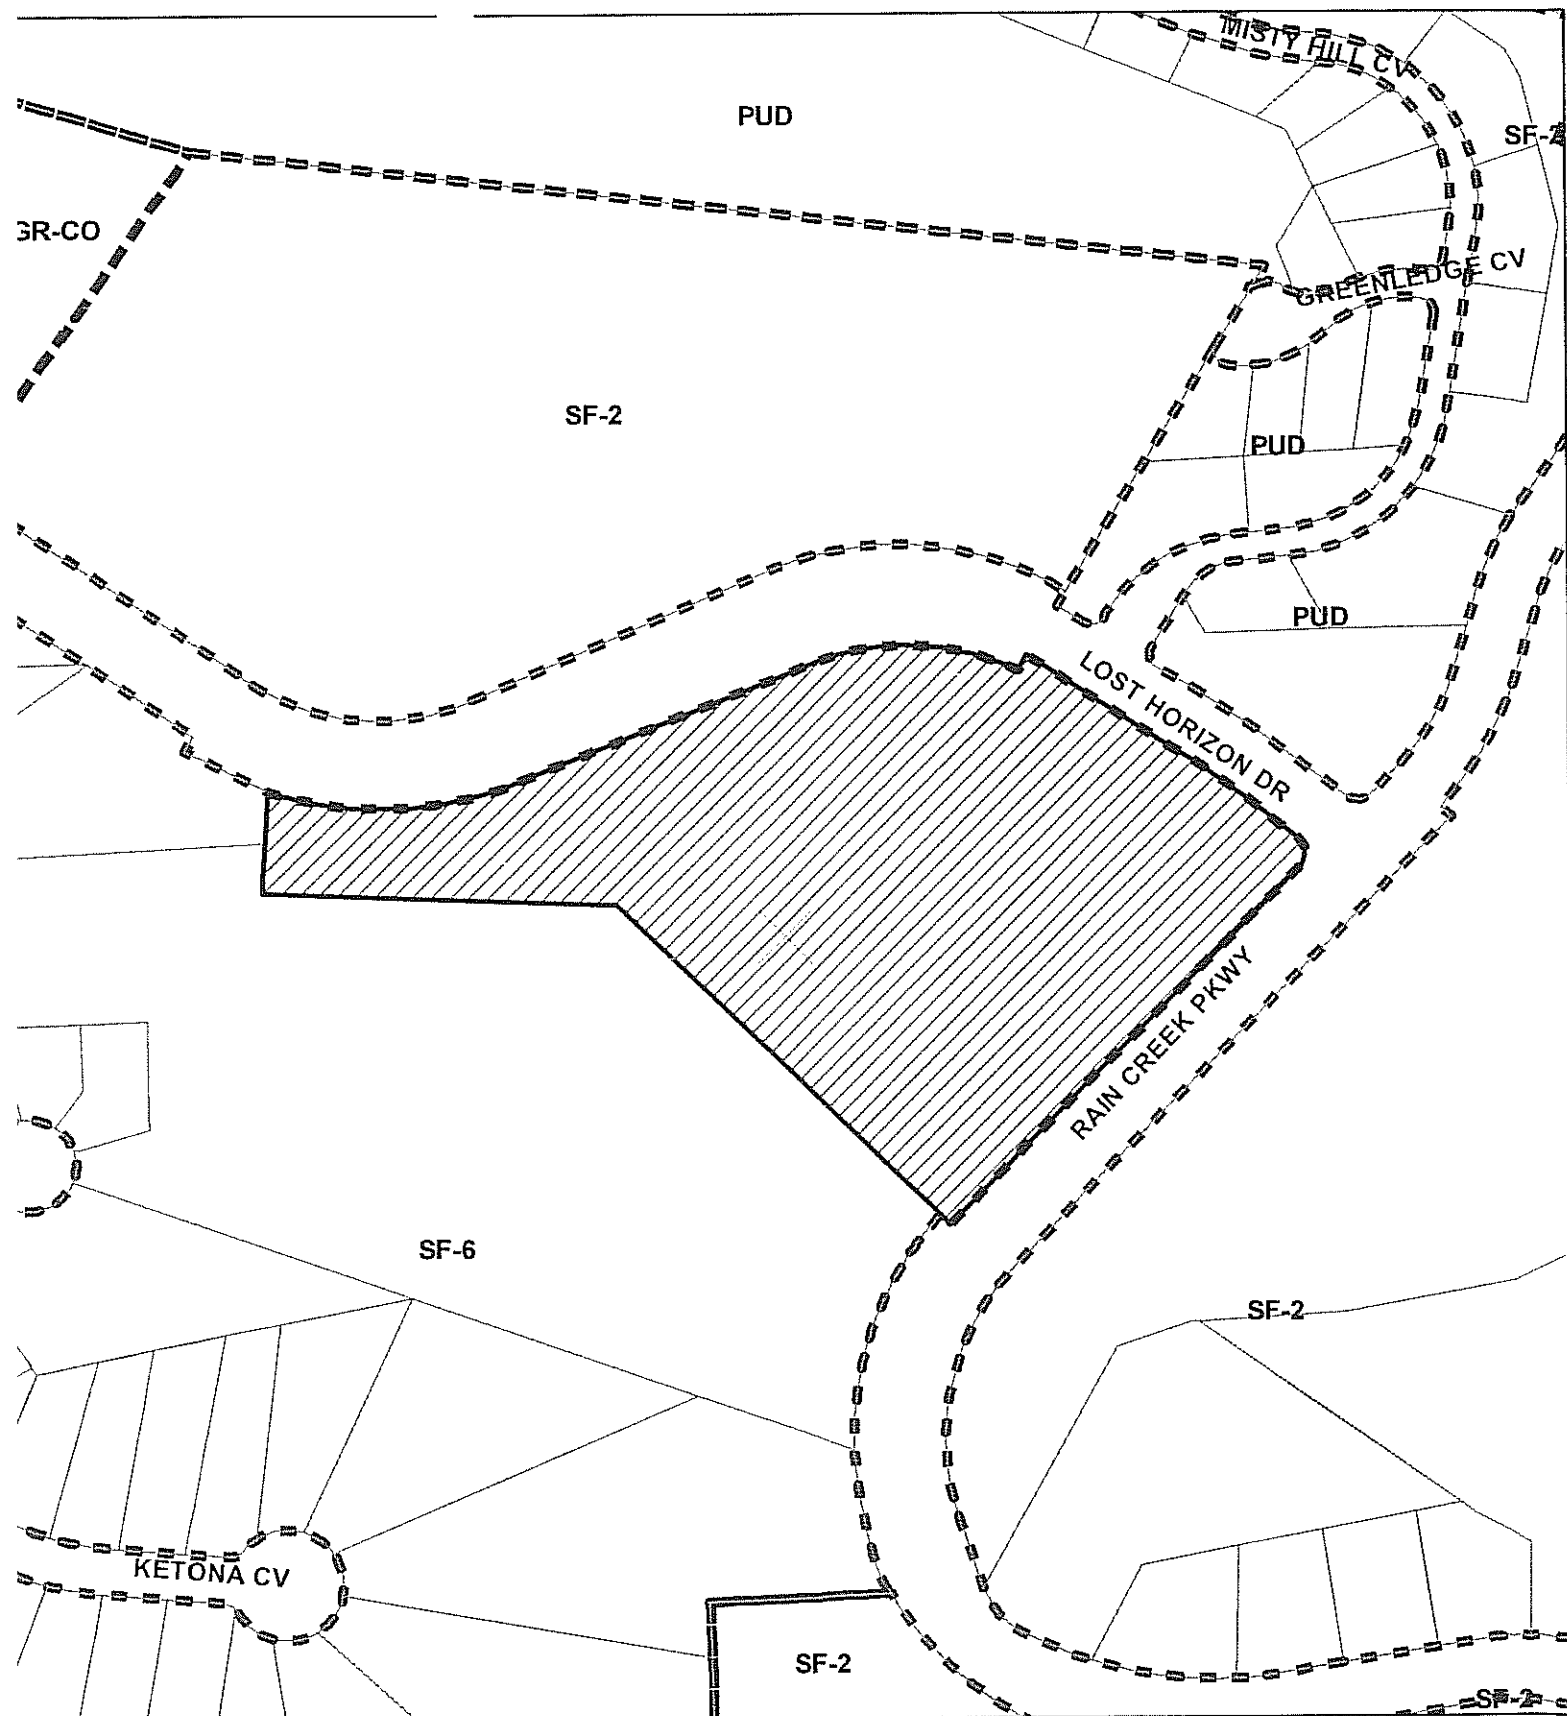 MISTY HILL CV
PUD
SF-2
GR-CO
GREENLEDGE CV
SF-2
PUD
PUD
LOST HORIZON DR
RAIN CREEK PKWY
SF-6
SF-2
KETONA CV
SF-2
SF-2